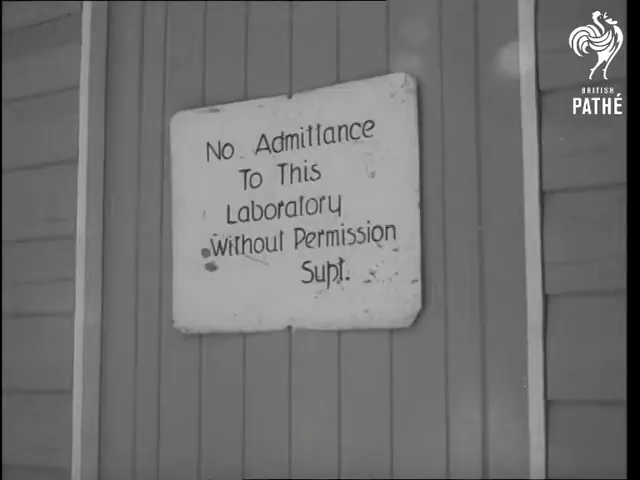 BRITISH
PATHÉ
No Admittance
To This
Laboratory
Without Permission
Supt.